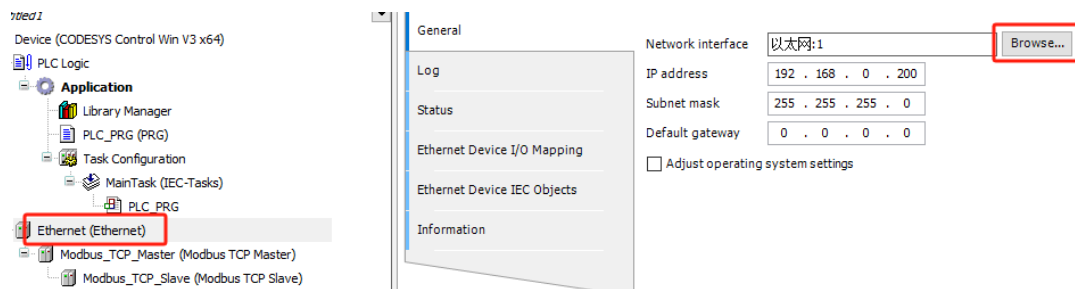 Device (CODESYS Control Win V3 x64)
PLC Logic
Application
Library Manager
PLC_PRG (PRG)
Task Configuration
MainTask (IEC-Tasks)
PLC_PRG
Ethernet (Ethernet)
Modbus_TCP_Master (Modbus TCP Master)
Modbus_TCP_Slave (Modbus TCP Slave)
General
Log
Status
Ethernet Device I/O Mapping
Ethernet Device IEC Objects
Information
Network interface 以太网:1 Browse...
IP address 192 . 168 . 0 . 200
Subnet mask 255 . 255 . 255 . 0
Default gateway 0 . 0 . 0 . 0
Adjust operating system settings